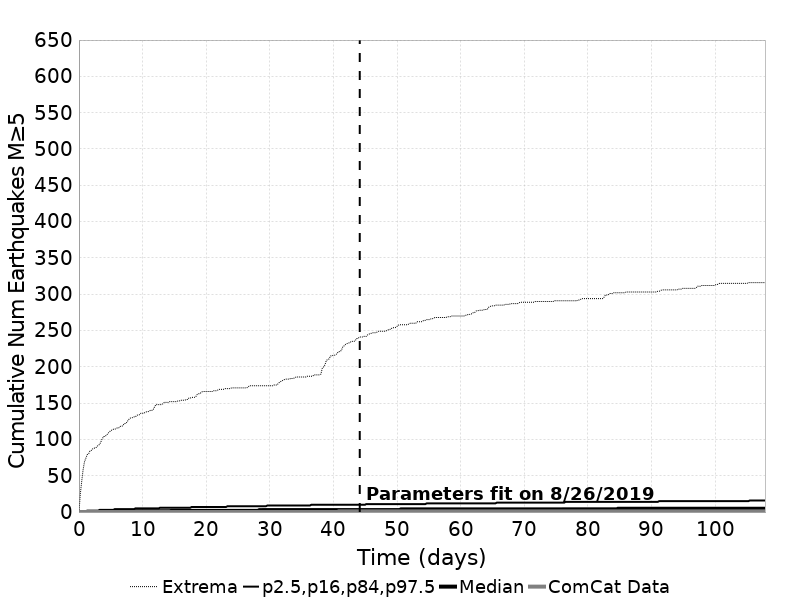 Cumulative Num Earthquakes M≥5
650
600
550
500
450
400
350
300
250
200
150
100
50
0
Parameters fit on 8/26/2019
0 10 20 30 40 50 60 70 80 90 100
Time (days)
Extrema p2.5,p16,p84,p97.5 Median ComCat Data